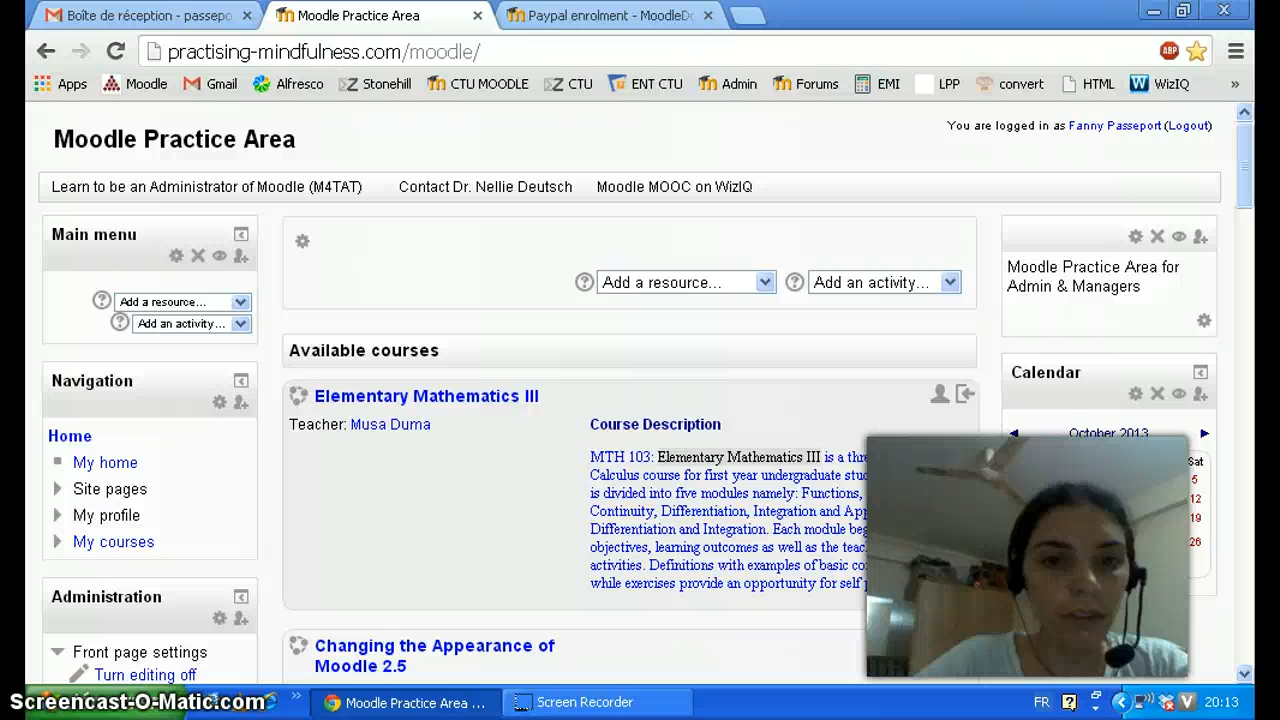 Boîte de réception - passepo
Moodle Practice Area
Paypal enrolment - MoodleDo
practising-mindfulness.com/moodle/
ABP
Apps Moodle Gmail Alfresco Stonehill CTU MOODLE CTU ENT CTU Admin Forums EMI LPP convert HTML WizIQ »
You are logged in as Fanny Passeport (Logout)
Moodle Practice Area
Learn to be an Administrator of Moodle (M4TAT) Contact Dr. Nellie Deutsch Moodle MOOC on WizIQ
Main menu
Add a resource...
Add an activity...
Navigation
Home
My home
Site pages
My profile
My courses
Administration
Front page settings
Turn editing off
Add a resource... Add an activity...
Available courses
Elementary Mathematics III
Teacher: Musa Duma
Course Description
MTH 103: Elementary Mathematics III is a thre
Calculus course for first year undergraduate stud
is divided into five modules namely: Functions,
Continuity, Differentiation, Integration and App
Differentiation and Integration. Each module beg
objectives, learning outcomes as well as the teac
activities. Definitions with examples of basic co
while exercises provide an opportunity for self
Changing the Appearance of
Moodle 2.5
Moodle Practice Area for
Admin & Managers
Calendar
October 2013
Sat
5
12
19
26
Screencast-O-Matic.com
Moodle Practice Area ...
Screen Recorder
FR
20:13